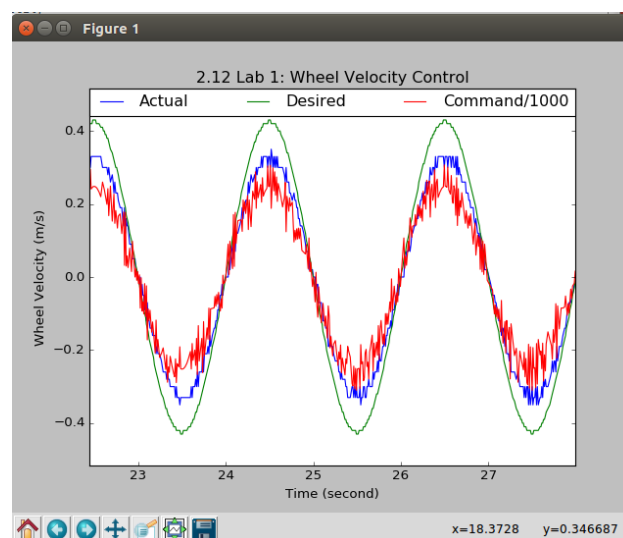 Figure 1
2.12 Lab 1: Wheel Velocity Control
Actual Desired Command/1000
0.4
0.2
0.0
−0.2
−0.4
Wheel Velocity (m/s)
23 24 25 26 27
Time (second)
x=18.3728 y=0.346687